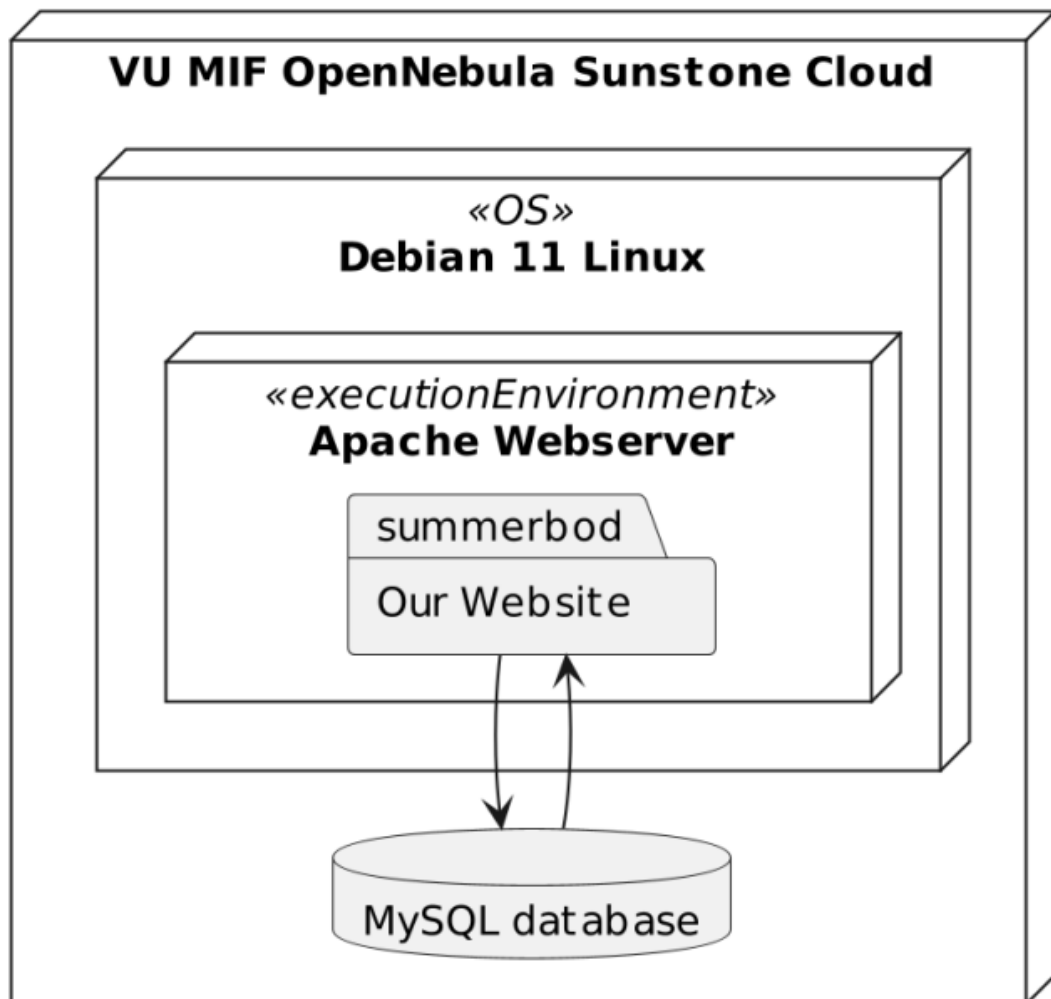 VU MIF OpenNebula Sunstone Cloud
«OS»
Debian 11 Linux
«executionEnvironment»
Apache Webserver
summerbod
Our Website
MySQL database